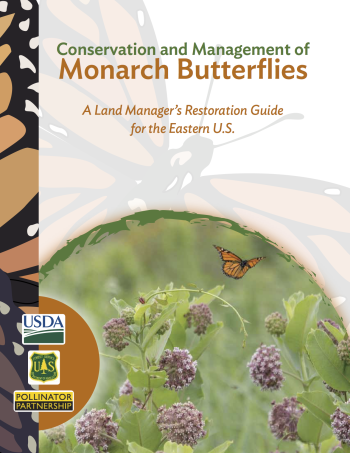 Conservation and Management of
Monarch Butterflies
A Land Manager's Restoration Guide
for the Eastern U.S.
USDA
U S
POLLINATOR
PARTNERSHIP